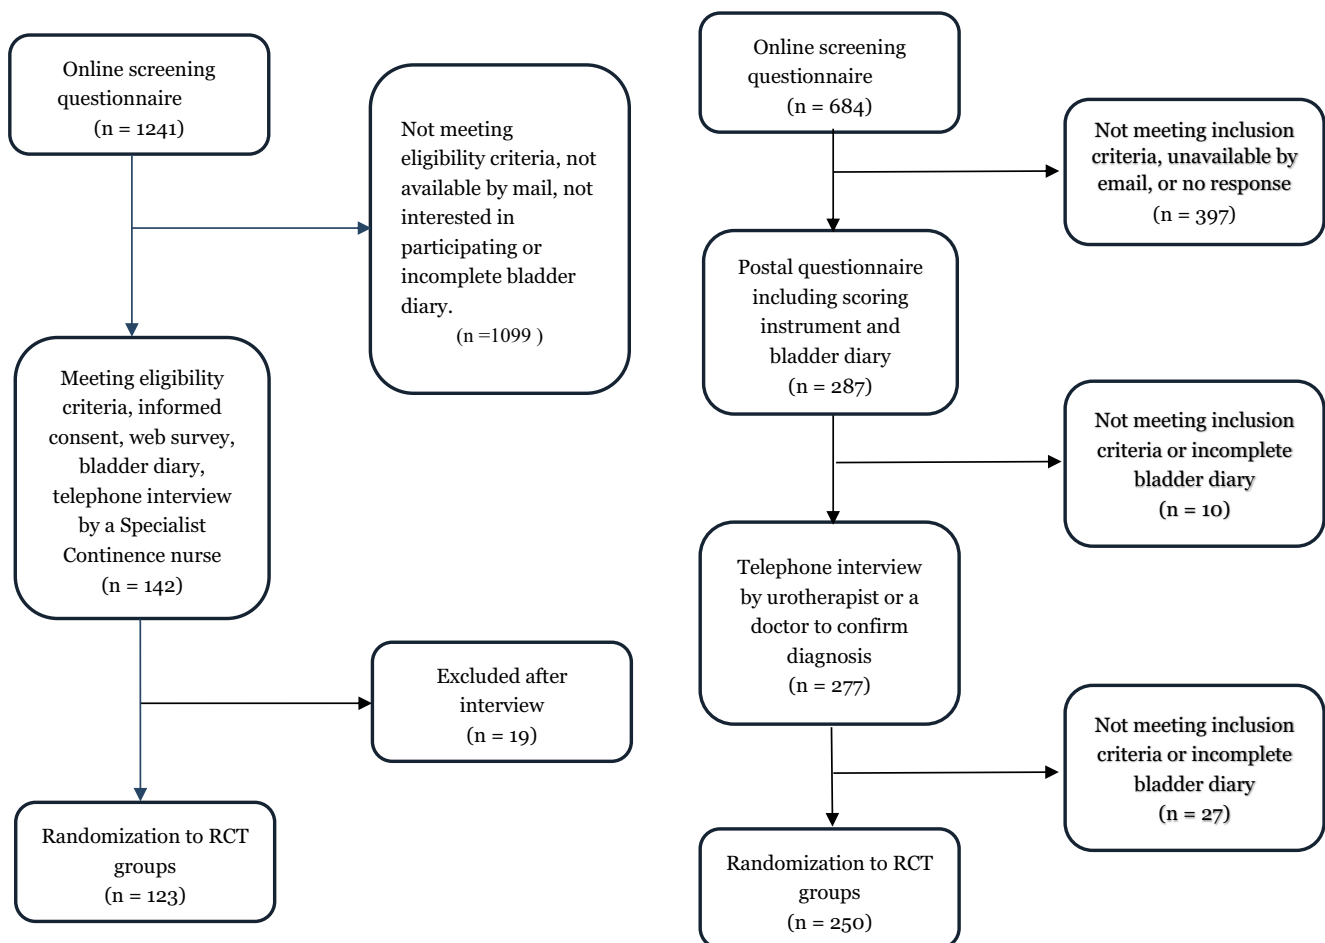 Online screening
questionnaire
(n = 1241)
Not meeting
eligibility criteria, not
available by mail, not
interested in
participating or
incomplete bladder
diary.
(n =1099 )
Meeting eligibility
criteria, informed
consent, web survey,
bladder diary,
telephone interview
by a Specialist
Continence nurse
(n = 142)
Excluded after
interview
(n = 19)
Randomization to RCT
groups
(n = 123)
Online screening
questionnaire
(n = 684)
Not meeting inclusion
criteria, unavailable by
email, or no response
(n = 397)
Postal questionnaire
including scoring
instrument and
bladder diary
(n = 287)
Not meeting inclusion
criteria or incomplete
bladder diary
(n = 10)
Telephone interview
by urotherapist or a
doctor to confirm
diagnosis
(n = 277)
Not meeting inclusion
criteria or incomplete
bladder diary
(n = 27)
Randomization to RCT
groups
(n = 250)